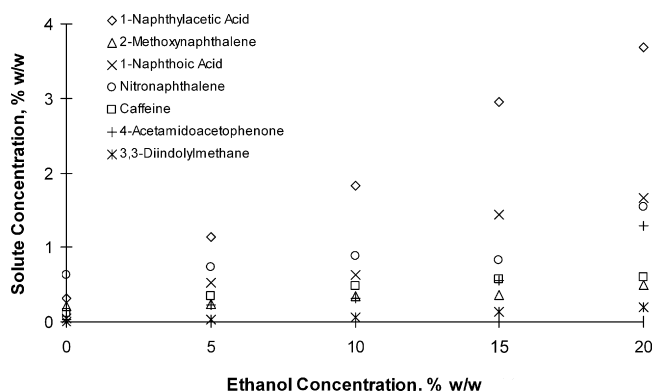 4
3
2
1
0
Solute Concentration, % w/w
1-Naphthylacetic Acid
2-Methoxynaphthalene
1-Naphthoic Acid
Nitronaphthalene
Caffeine
4-Acetamidoacetophenone
3,3-Diindolylmethane
0 5 10 15 20
Ethanol Concentration, % w/w